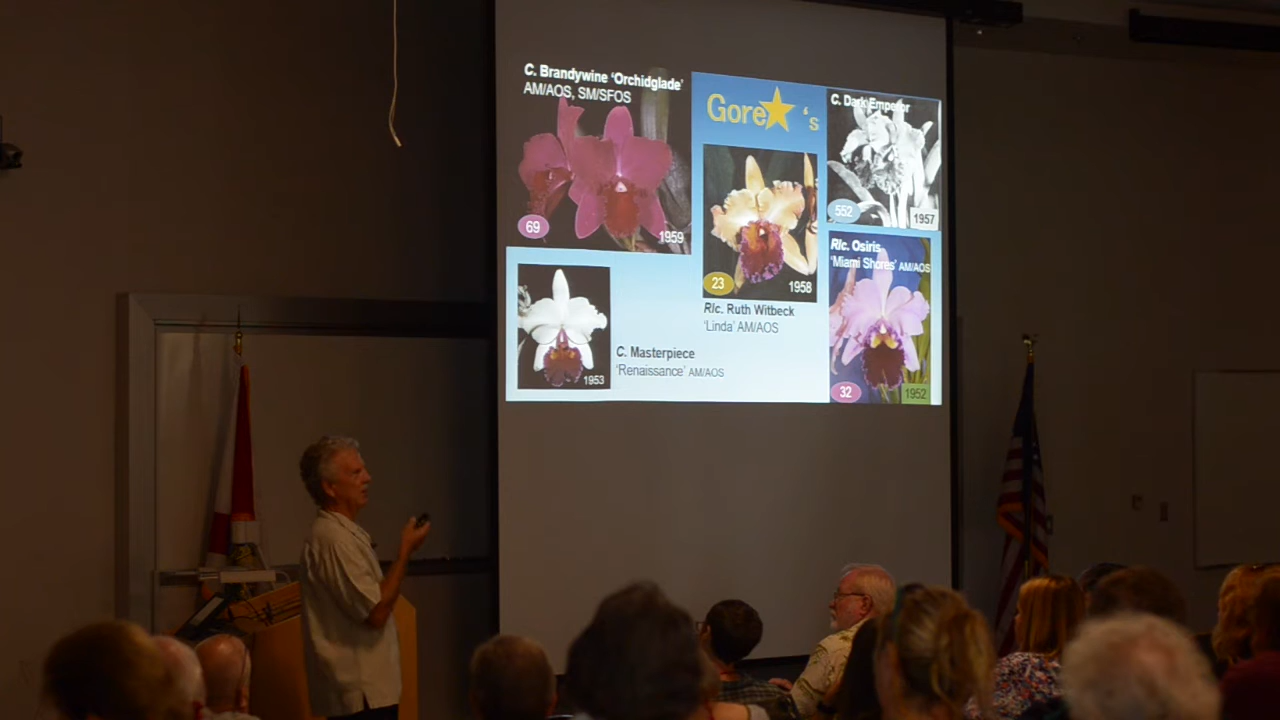 C. Brandywine 'Orchidglade'
AM/AOS, SM/SFOS
69
1959
Gore★ 's
C. Dark Emperor
552
1957
23
1958
Rlc. Ruth Witbeck
'Linda' AM/AOS
Rlc. Osiris
'Miami Shores' AM/AOS
32
1952
1953
C. Masterpiece
'Renaissance' AM/AOS